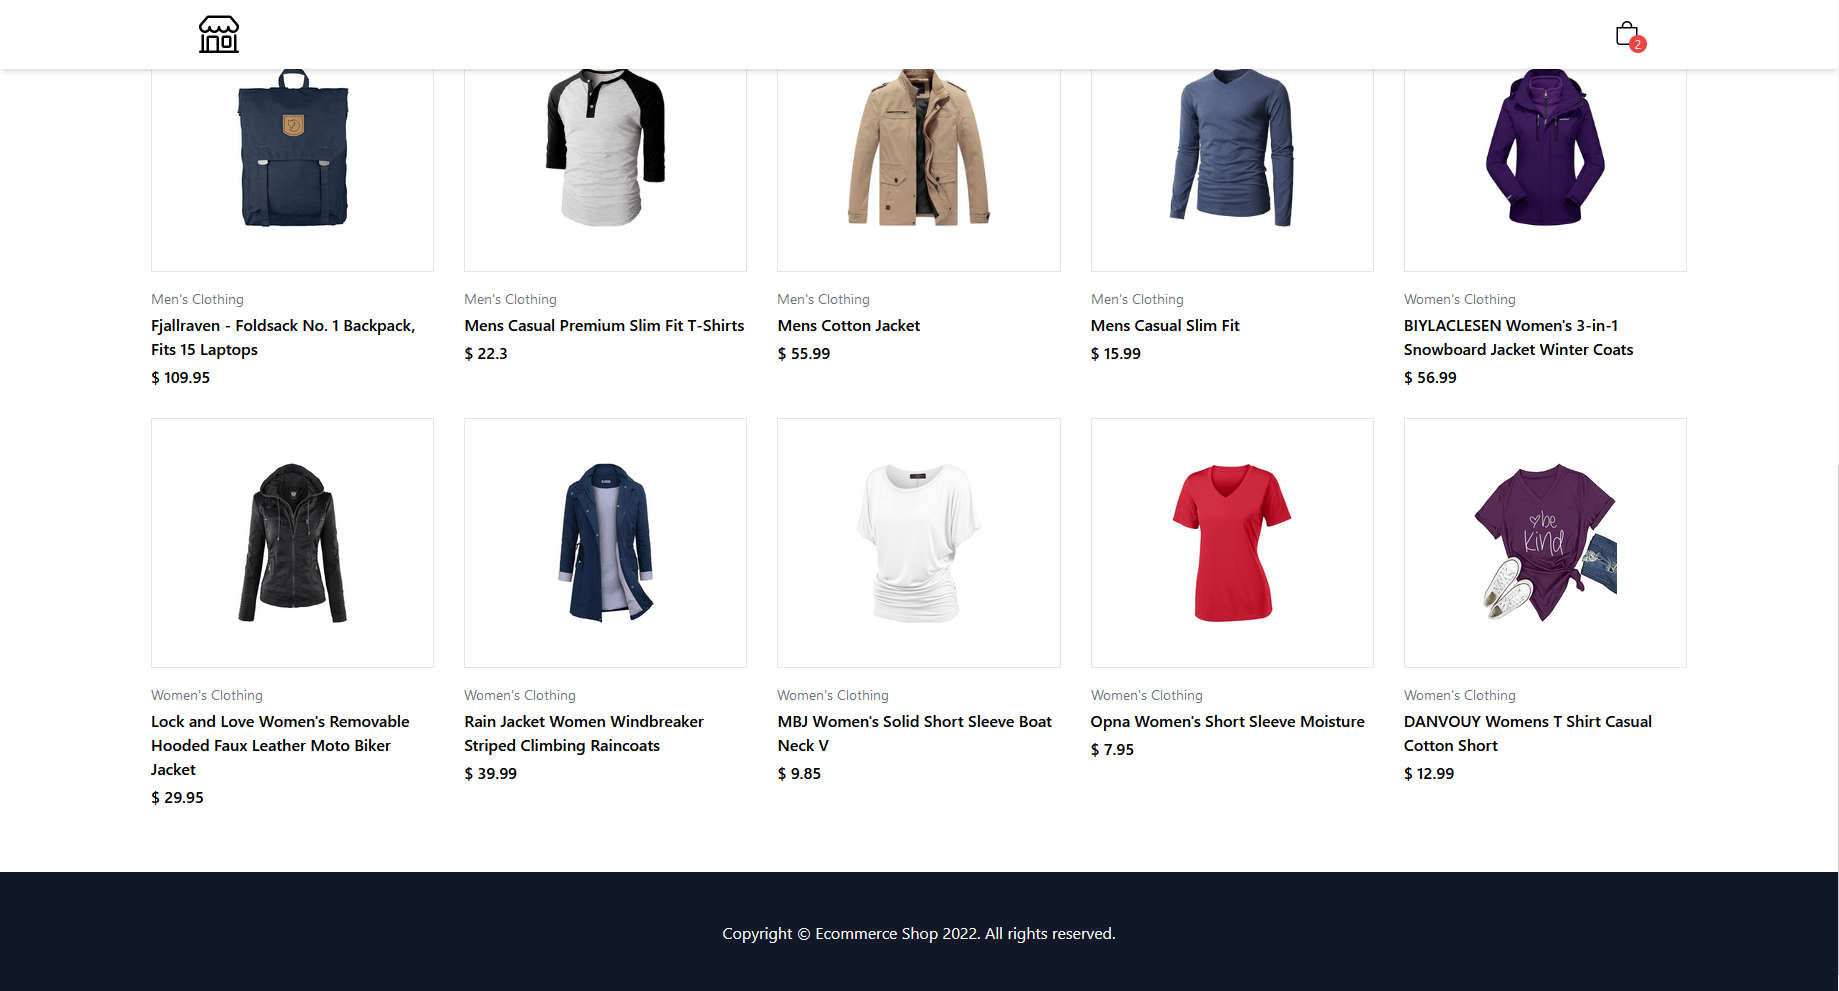 2
Men's Clothing
Fjallraven - Foldsack No. 1 Backpack,
Fits 15 Laptops
$ 109.95
Men's Clothing
Mens Casual Premium Slim Fit T-Shirts
$ 22.3
Men's Clothing
Mens Cotton Jacket
$ 55.99
Men's Clothing
Mens Casual Slim Fit
$ 15.99
Women's Clothing
BIYLACLESEN Women's 3-in-1
Snowboard Jacket Winter Coats
$ 56.99
be
Kind
Women's Clothing
Lock and Love Women's Removable
Hooded Faux Leather Moto Biker
Jacket
$ 29.95
Women's Clothing
Rain Jacket Women Windbreaker
Striped Climbing Raincoats
$ 39.99
Women's Clothing
MBJ Women's Solid Short Sleeve Boat
Neck V
$ 9.85
Women's Clothing
Opna Women's Short Sleeve Moisture
$ 7.95
Women's Clothing
DANVOUY Womens T Shirt Casual
Cotton Short
$ 12.99
Copyright © Ecommerce Shop 2022. All rights reserved.